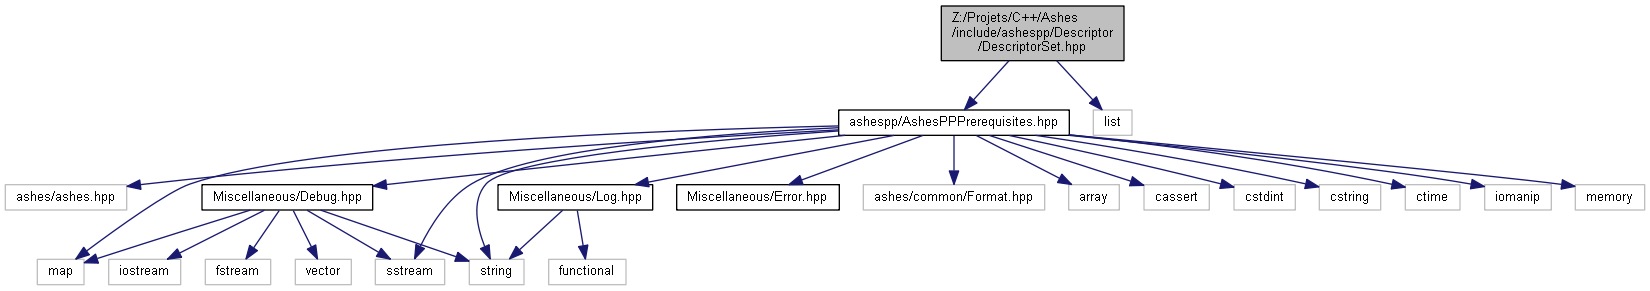 Z:/Projets/C++/Ashes
/include/ashespp/Descriptor
/DescriptorSet.hpp
ashespp/AshesPPPrerequisites.hpp
list
ashes/ashes.hpp
Miscellaneous/Debug.hpp
Miscellaneous/Log.hpp
Miscellaneous/Error.hpp
ashes/common/Format.hpp
array
cassert
cstdint
cstring
ctime
iomanip
memory
map
iostream
fstream
vector
sstream
string
functional